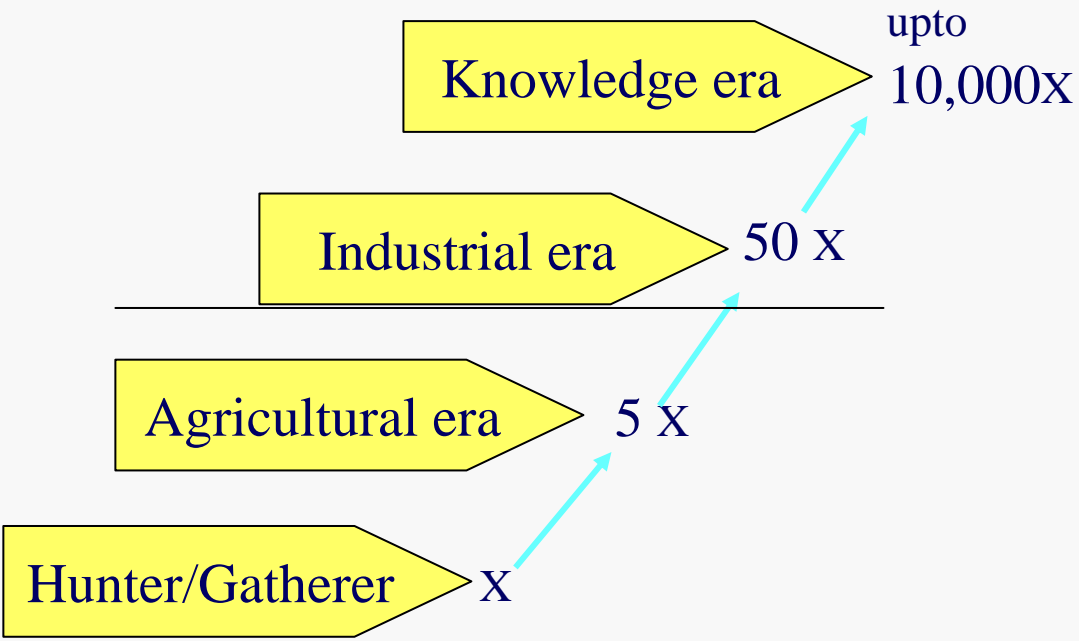 upto
Knowledge era 10,000X
Industrial era 50 X
Agricultural era 5 X
Hunter/Gatherer X